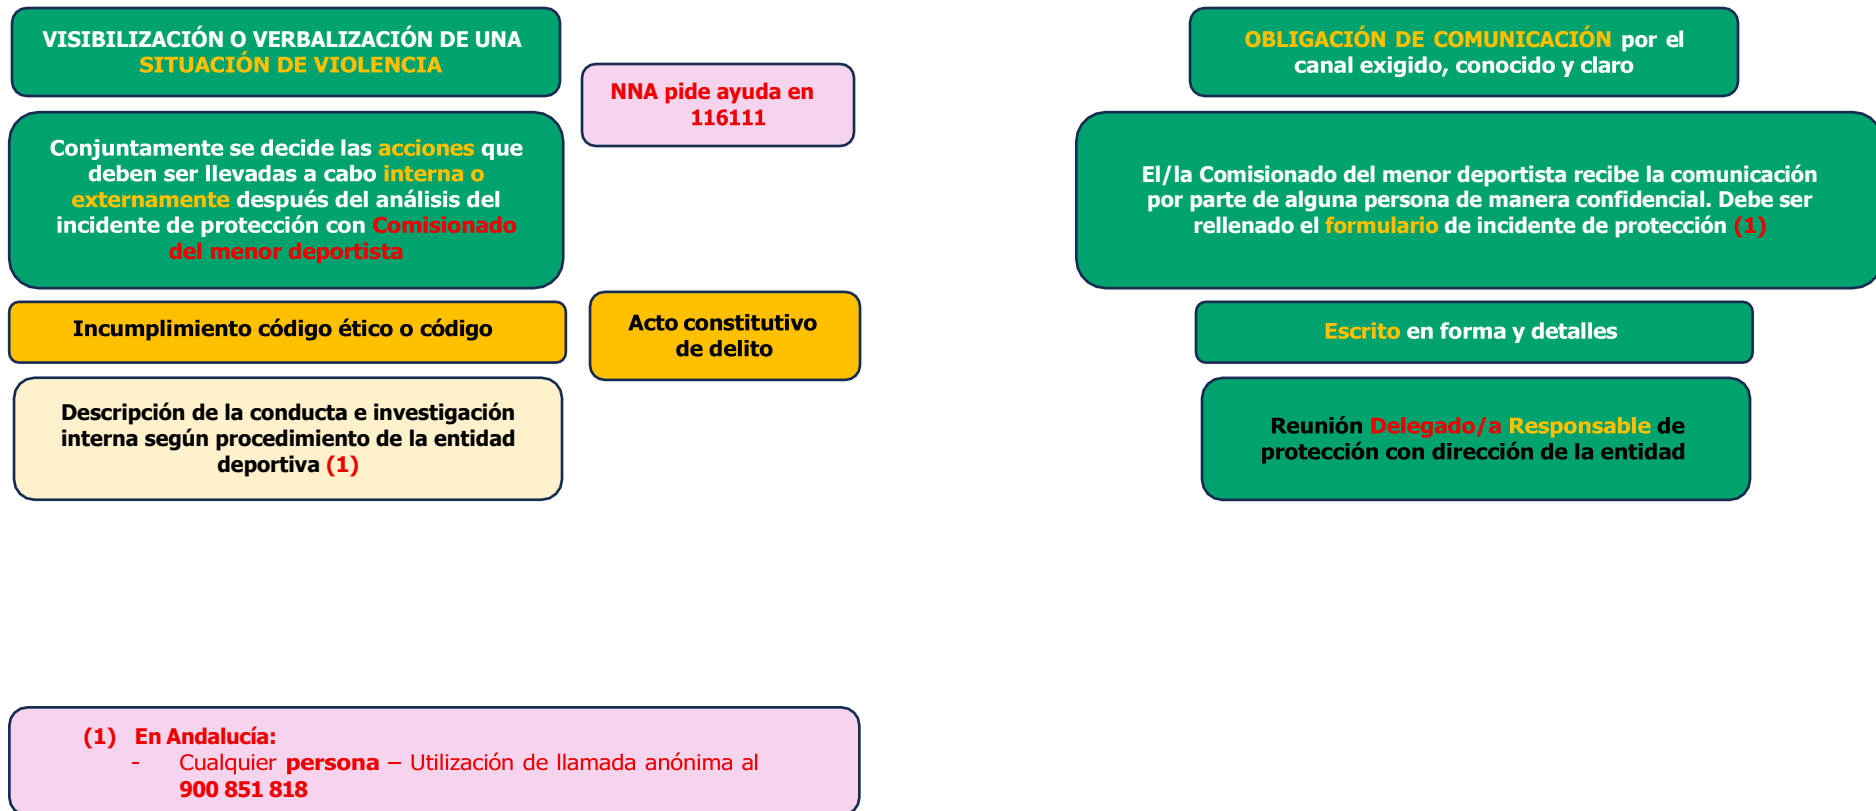 VISIBILIZACIÓN O VERBALIZACIÓN DE UNA
SITUACIÓN DE VIOLENCIA
NNA pide ayuda en
116111
OBLIGACIÓN DE COMUNICACIÓN por el
canal exigido, conocido y claro
Conjuntamente se decide las acciones que
deben ser llevadas a cabo interna o
externamente después del análisis del
incidente de protección con Comisionado
del menor deportista
El/la Comisionado del menor deportista recibe la comunicación
por parte de alguna persona de manera confidencial. Debe ser
rellenado el formulario de incidente de protección (1)
Incumplimiento código ético o código
Acto constitutivo
de delito
Escrito en forma y detalles
Descripción de la conducta e investigación
interna según procedimiento de la entidad
deportiva (1)
Reunión Delegado/a Responsable de
protección con dirección de la entidad
(1) En Andalucía:
- Cualquier persona – Utilización de llamada anónima al
900 851 818